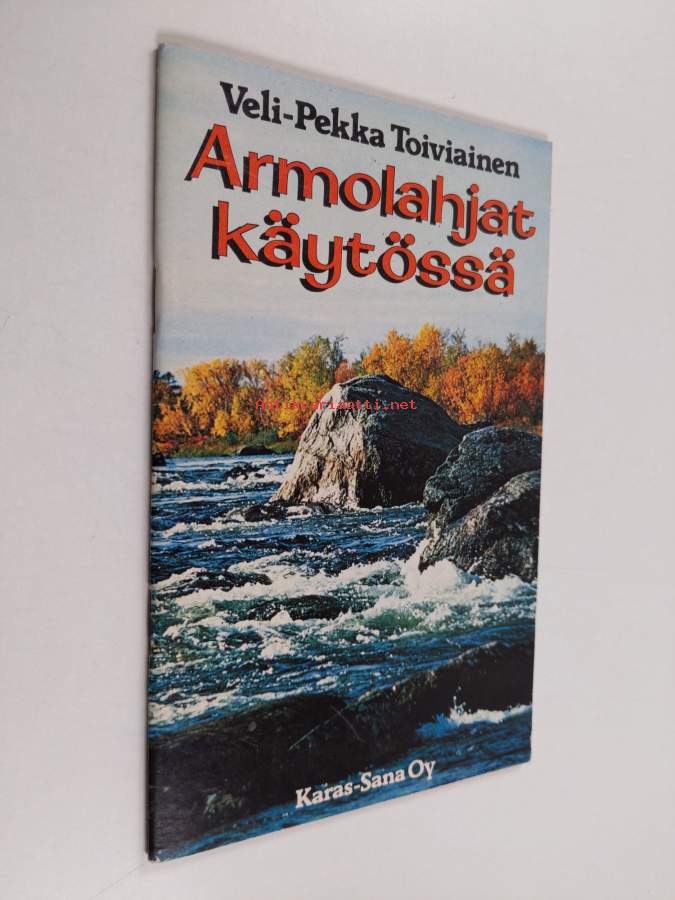 Veli-Pekka Toiviainen
Armolahjat
käytössä
Antikvariaatti.net
Karas-Sana Oy